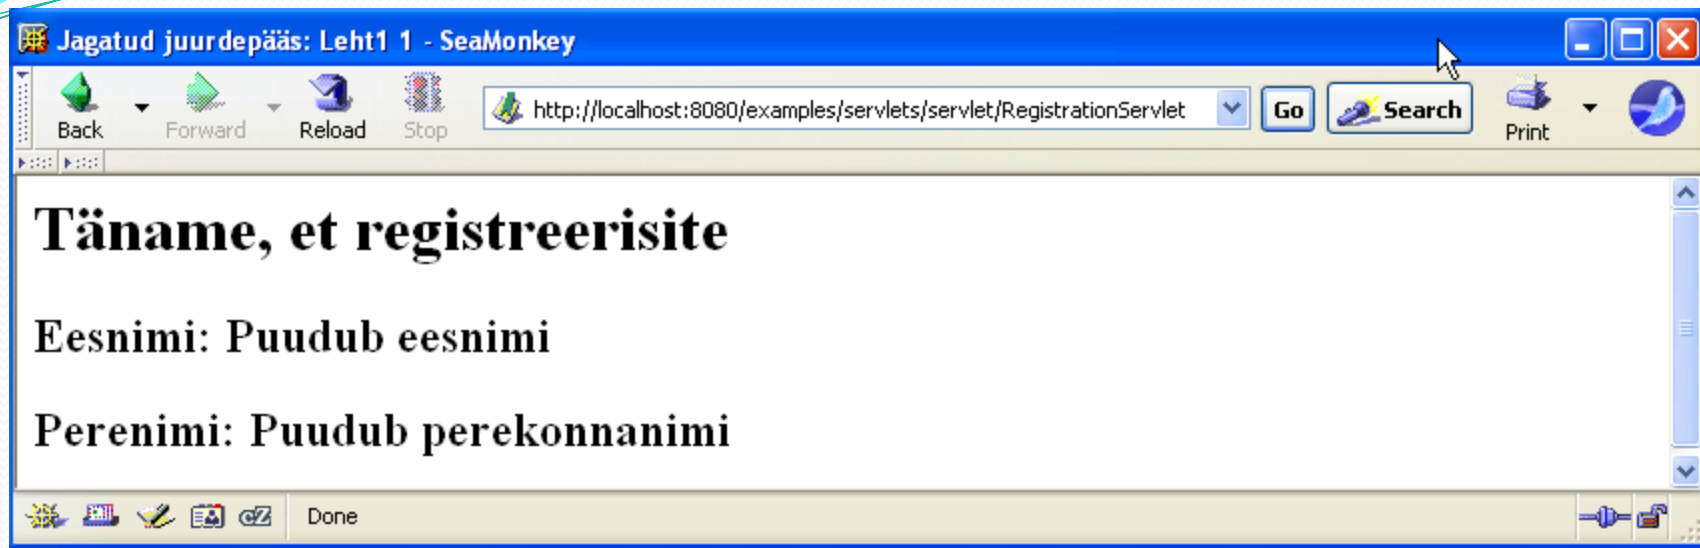 Jagatud juurdepääs: Leht1 1 - SeaMonkey
Back
Forward
Reload
Stop
http://localhost:8080/examples/servlets/servlet/RegistrationServlet
Go
Search
Print
Täname, et registreerisite
Eesnimi: Puudub eesnimi
Perenimi: Puudub perekonnanimi
cZ
Done